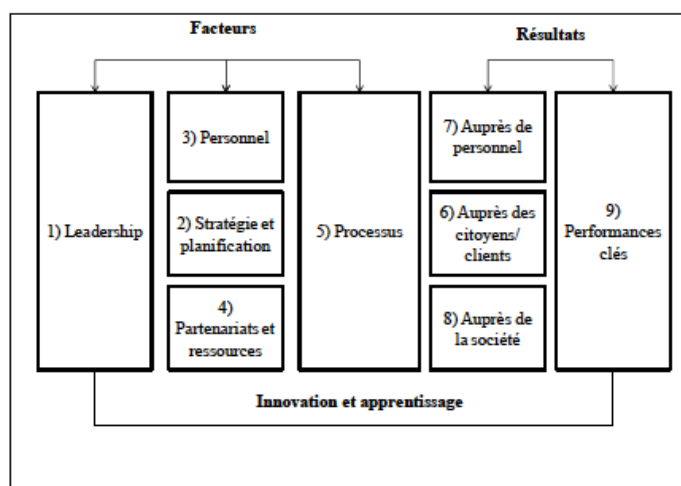 Facteurs
Résultats
1) Leadership
3) Personnel
2) Stratégie et
planification
4)
Partenariats et
ressources
5) Processus
7) Auprès de
personnel
6) Auprès des
citoyens/
clients
8) Auprès de
la société
9)
Performances
clés
Innovation et apprentissage